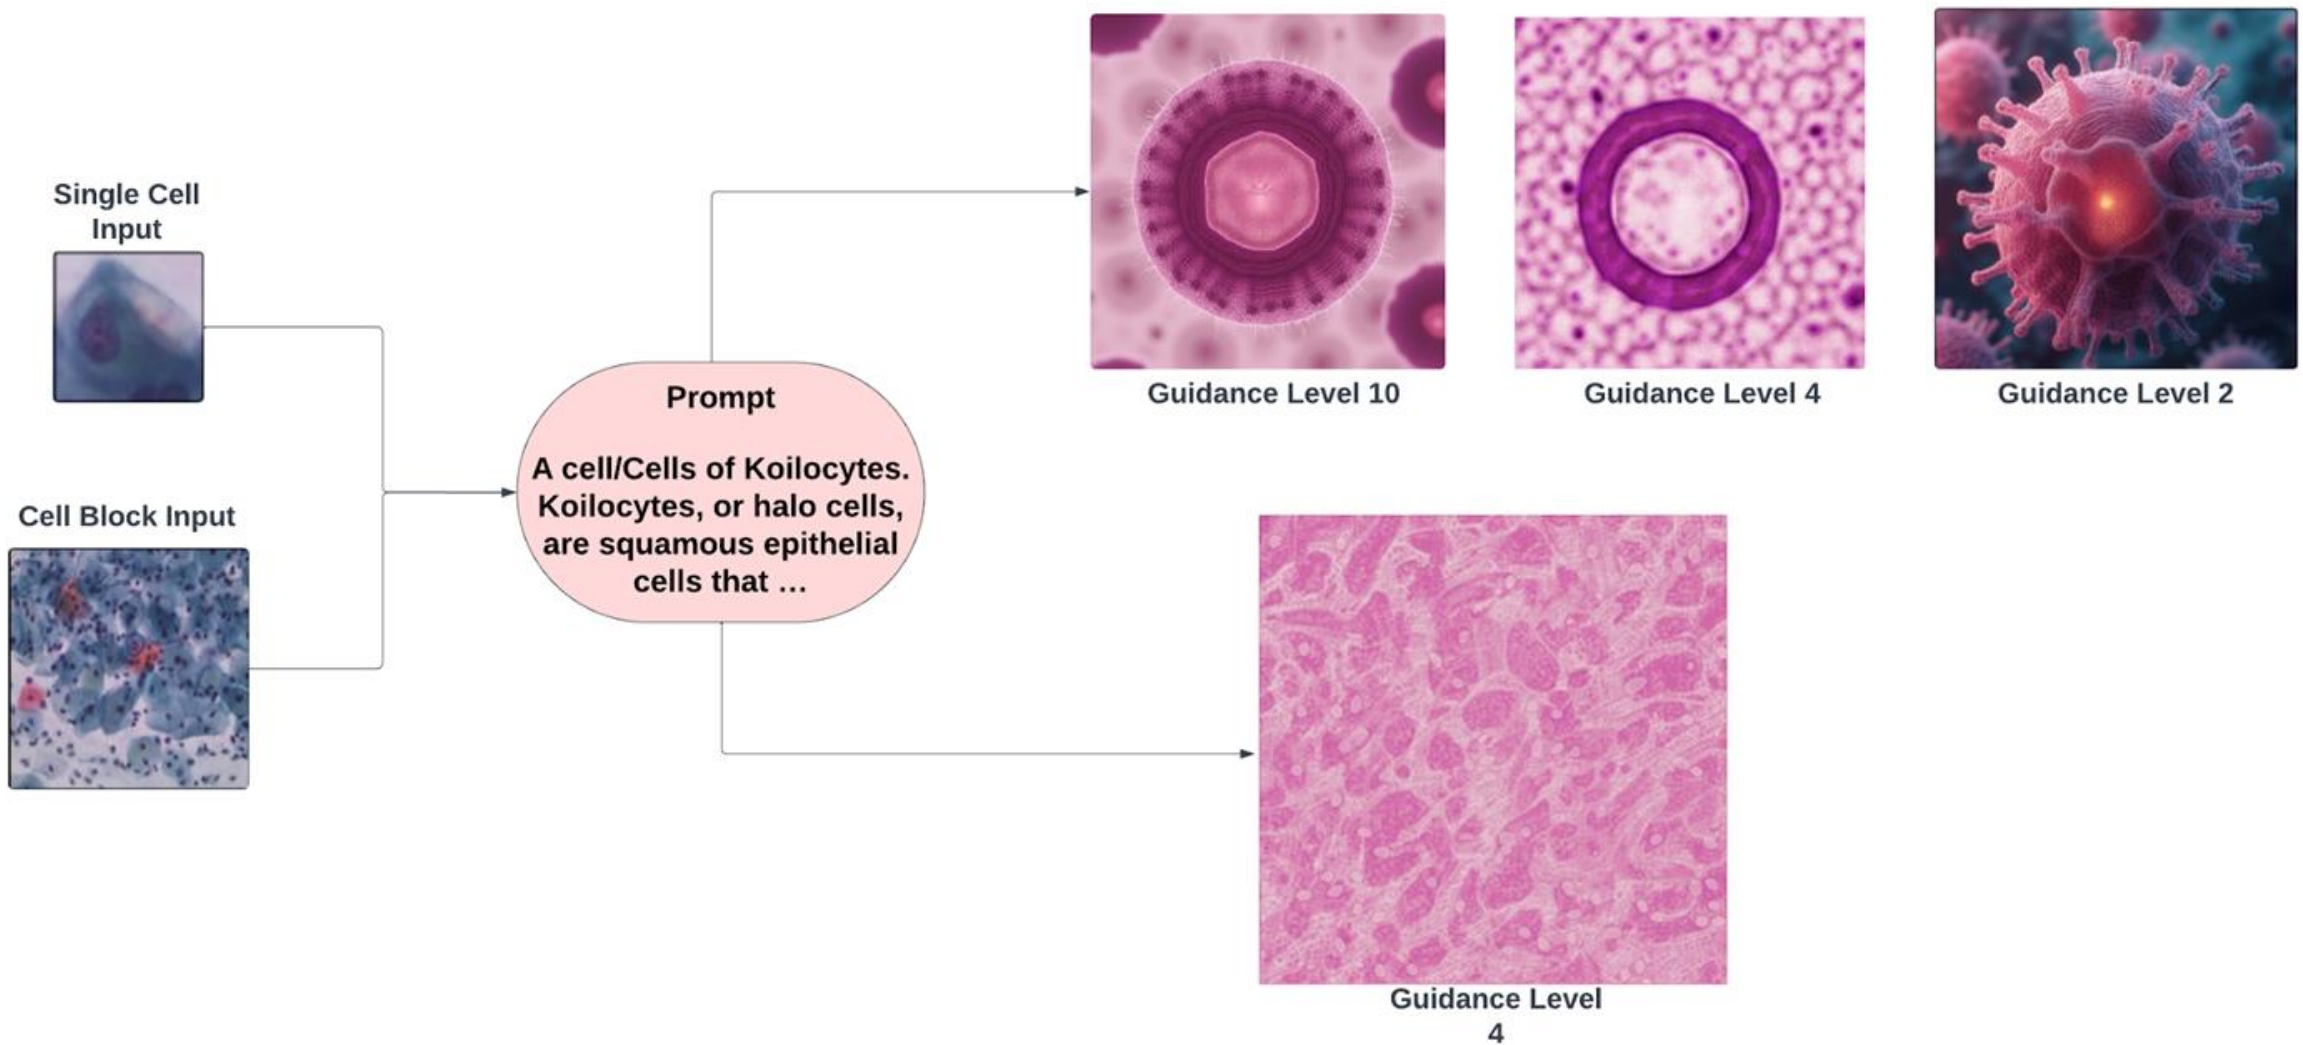 Single Cell
Input
Cell Block Input
Prompt
A cell/Cells of Koilocytes.
Koilocytes, or halo cells,
are squamous epithelial
cells that …
Guidance Level 10
Guidance Level 4
Guidance Level 2
Guidance Level
4